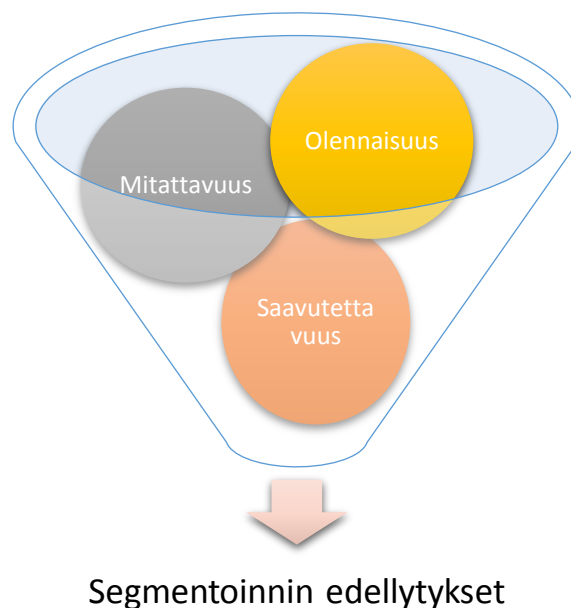 Olennaisuus
Mitattavuus
Saavutetta
vuus
Segmentoinnin edellytykset